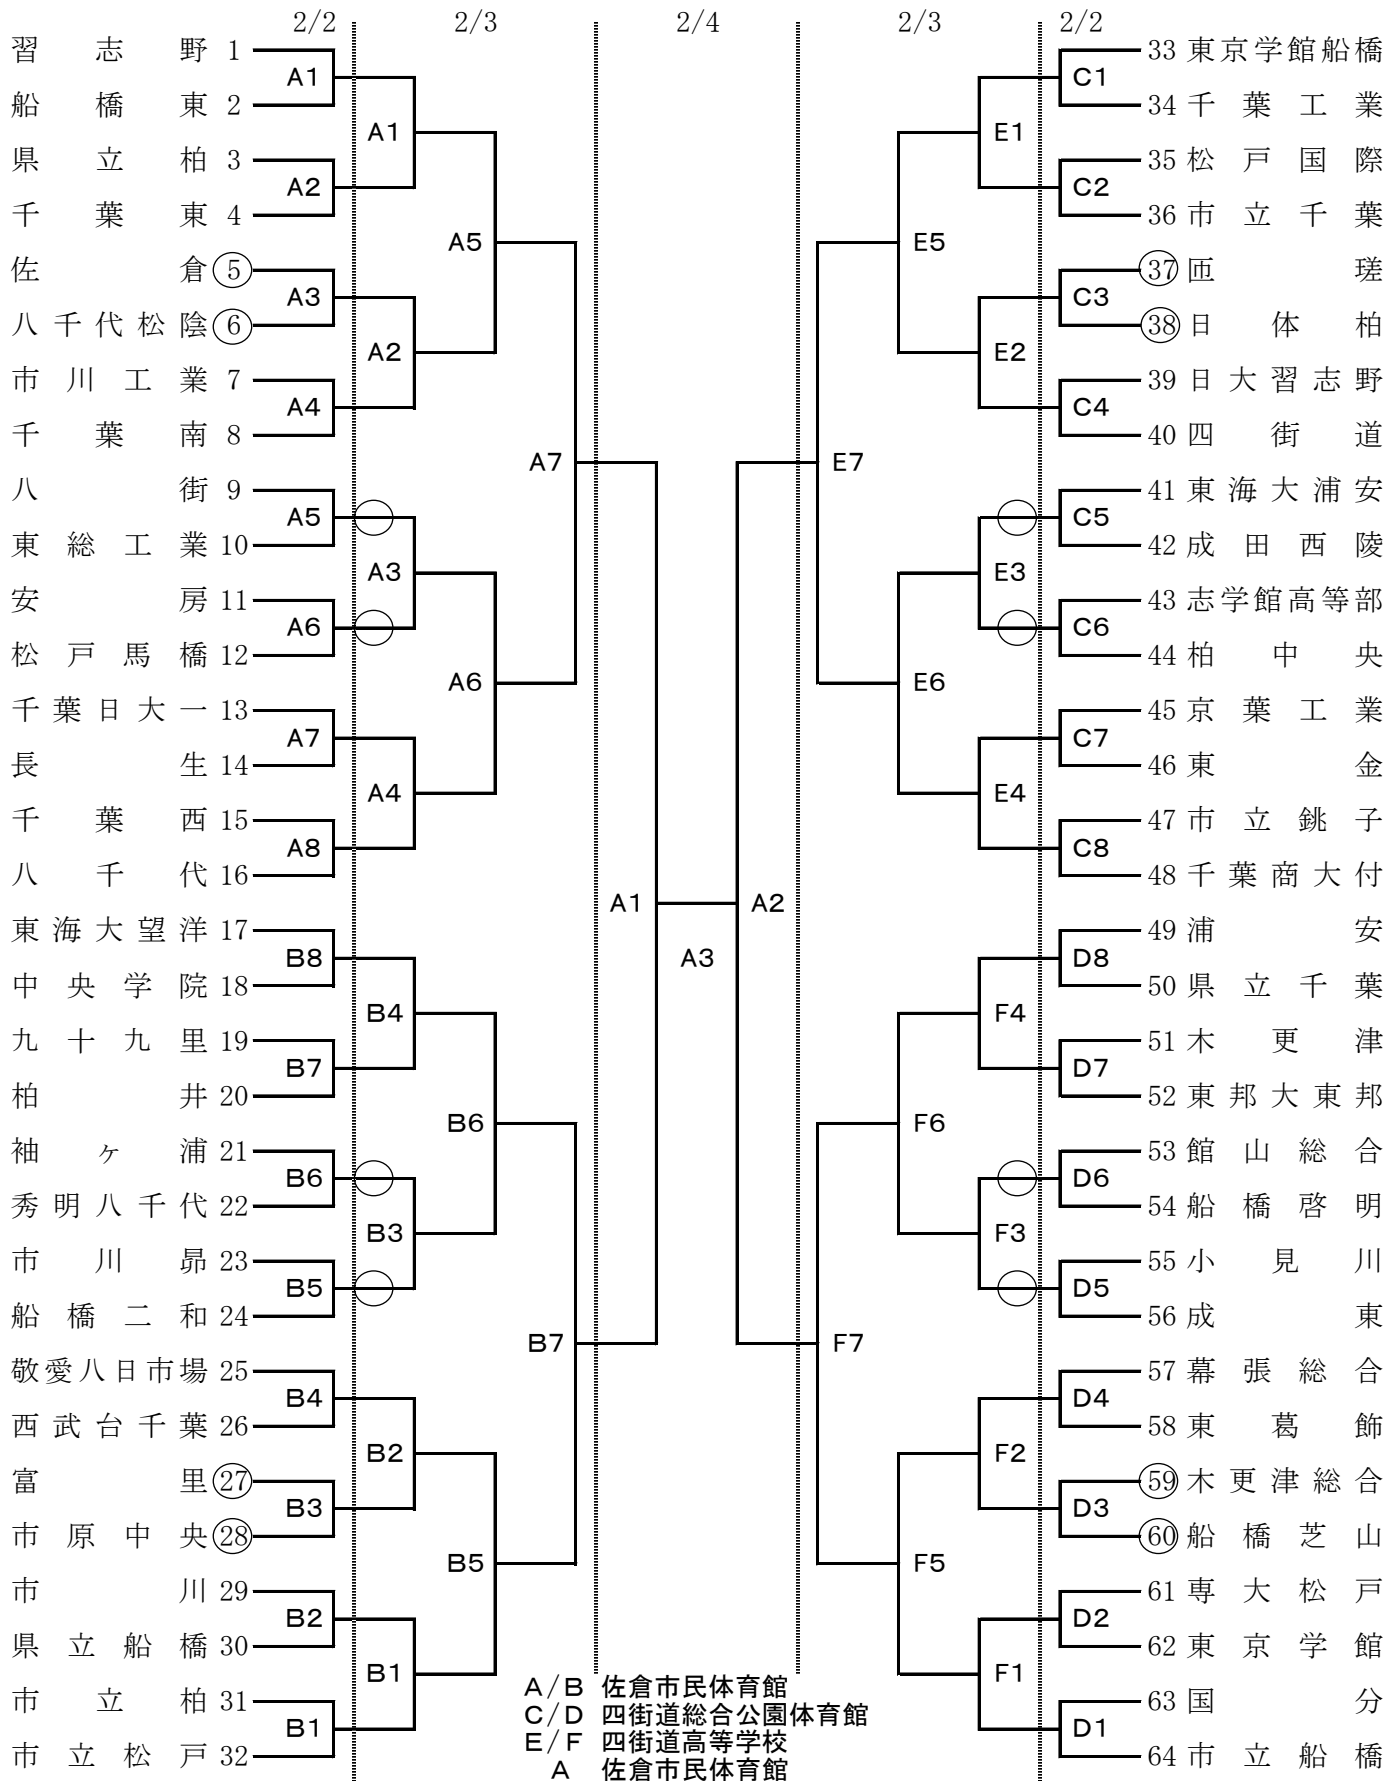 2/2 2/3 2/4 2/3 2/2
習志野 1
A1
船橋東 2
A1
県立柏 3
A2
千葉東 4
A5
佐倉 ⑤
A3
八千代松陰 ⑥
A2
市川工業 7
A4
千葉南 8
A7
八街 9
A5
東総工業 10
A3
安房 11
A6
松戸馬橋 12
A6
千葉日大一 13
A7
長生 14
A4
千葉西 15
A8
八千代 16
A1
東海大望洋 17
B8
中央学院 18
B4
九十九里 19
B7
柏井 20
B6
袖ヶ浦 21
B6
秀明八千代 22
B3
市川昴 23
B5
船橋二和 24
B7
敬愛八日市場 25
B4
西武台千葉 26
B2
富里 ㉗
B3
市原中央 ㉘
B5
市川 29
B2
県立船橋 30
B1
市立柏 31
B1
市立松戸 32
A3
33 東京学館船橋
C1
34 千葉工業
E1
35 松戸国際
C2
36 市立千葉
E5
㊲ 匝瑳
C3
㊳ 日体柏
E2
39 日大習志野
C4
40 四街道
E7
41 東海大浦安
C5
42 成田西陵
E3
43 志学館高等部
C6
44 柏中央
E6
45 京葉工業
C7
46 東金
E4
47 市立銚子
C8
48 千葉商大付
A2
49 浦安
D8
50 県立千葉
F4
51 木更津
D7
52 東邦大東邦
F6
53 館山総合
D6
54 船橋啓明
F3
55 小見川
D5
56 成東
F7
57 幕張総合
D4
58 東葛飾
F2
59 木更津総合
D3
60 船橋芝山
F5
61 専大松戸
D2
62 東京学館
F1
63 国分
D1
64 市立船橋
A/B 佐倉市民体育館
C/D 四街道総合公園体育館
E/F 四街道高等学校
A 佐倉市民体育館